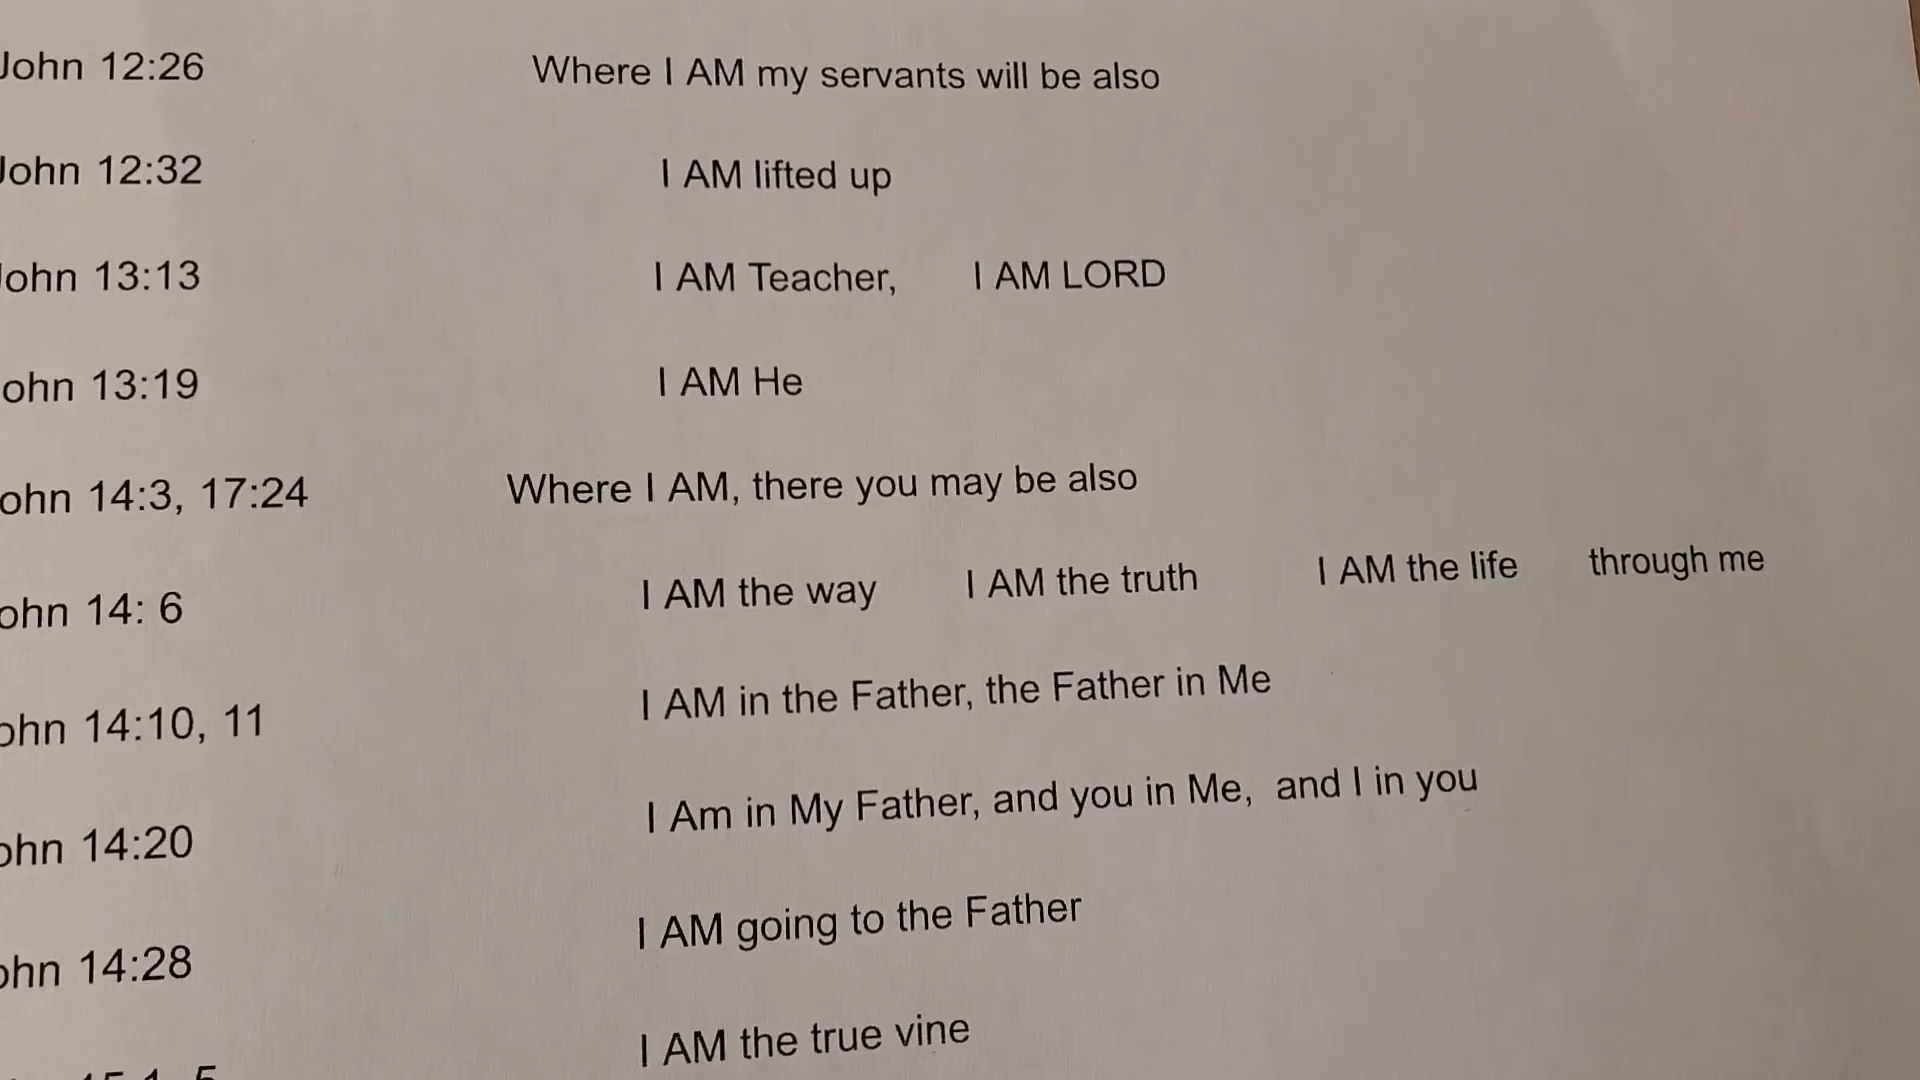 John 12:26 Where I AM my servants will be also
John 12:32 I AM lifted up
John 13:13 I AM Teacher, I AM LORD
ohn 13:19 I AM He
ohn 14:3, 17:24 Where I AM, there you may be also
ohn 14: 6 I AM the way I AM the truth I AM the life through me
ohn 14:10, 11 I AM in the Father, the Father in Me
ohn 14:20 I Am in My Father, and you in Me, and I in you
ohn 14:28 I AM going to the Father
I AM the true vine